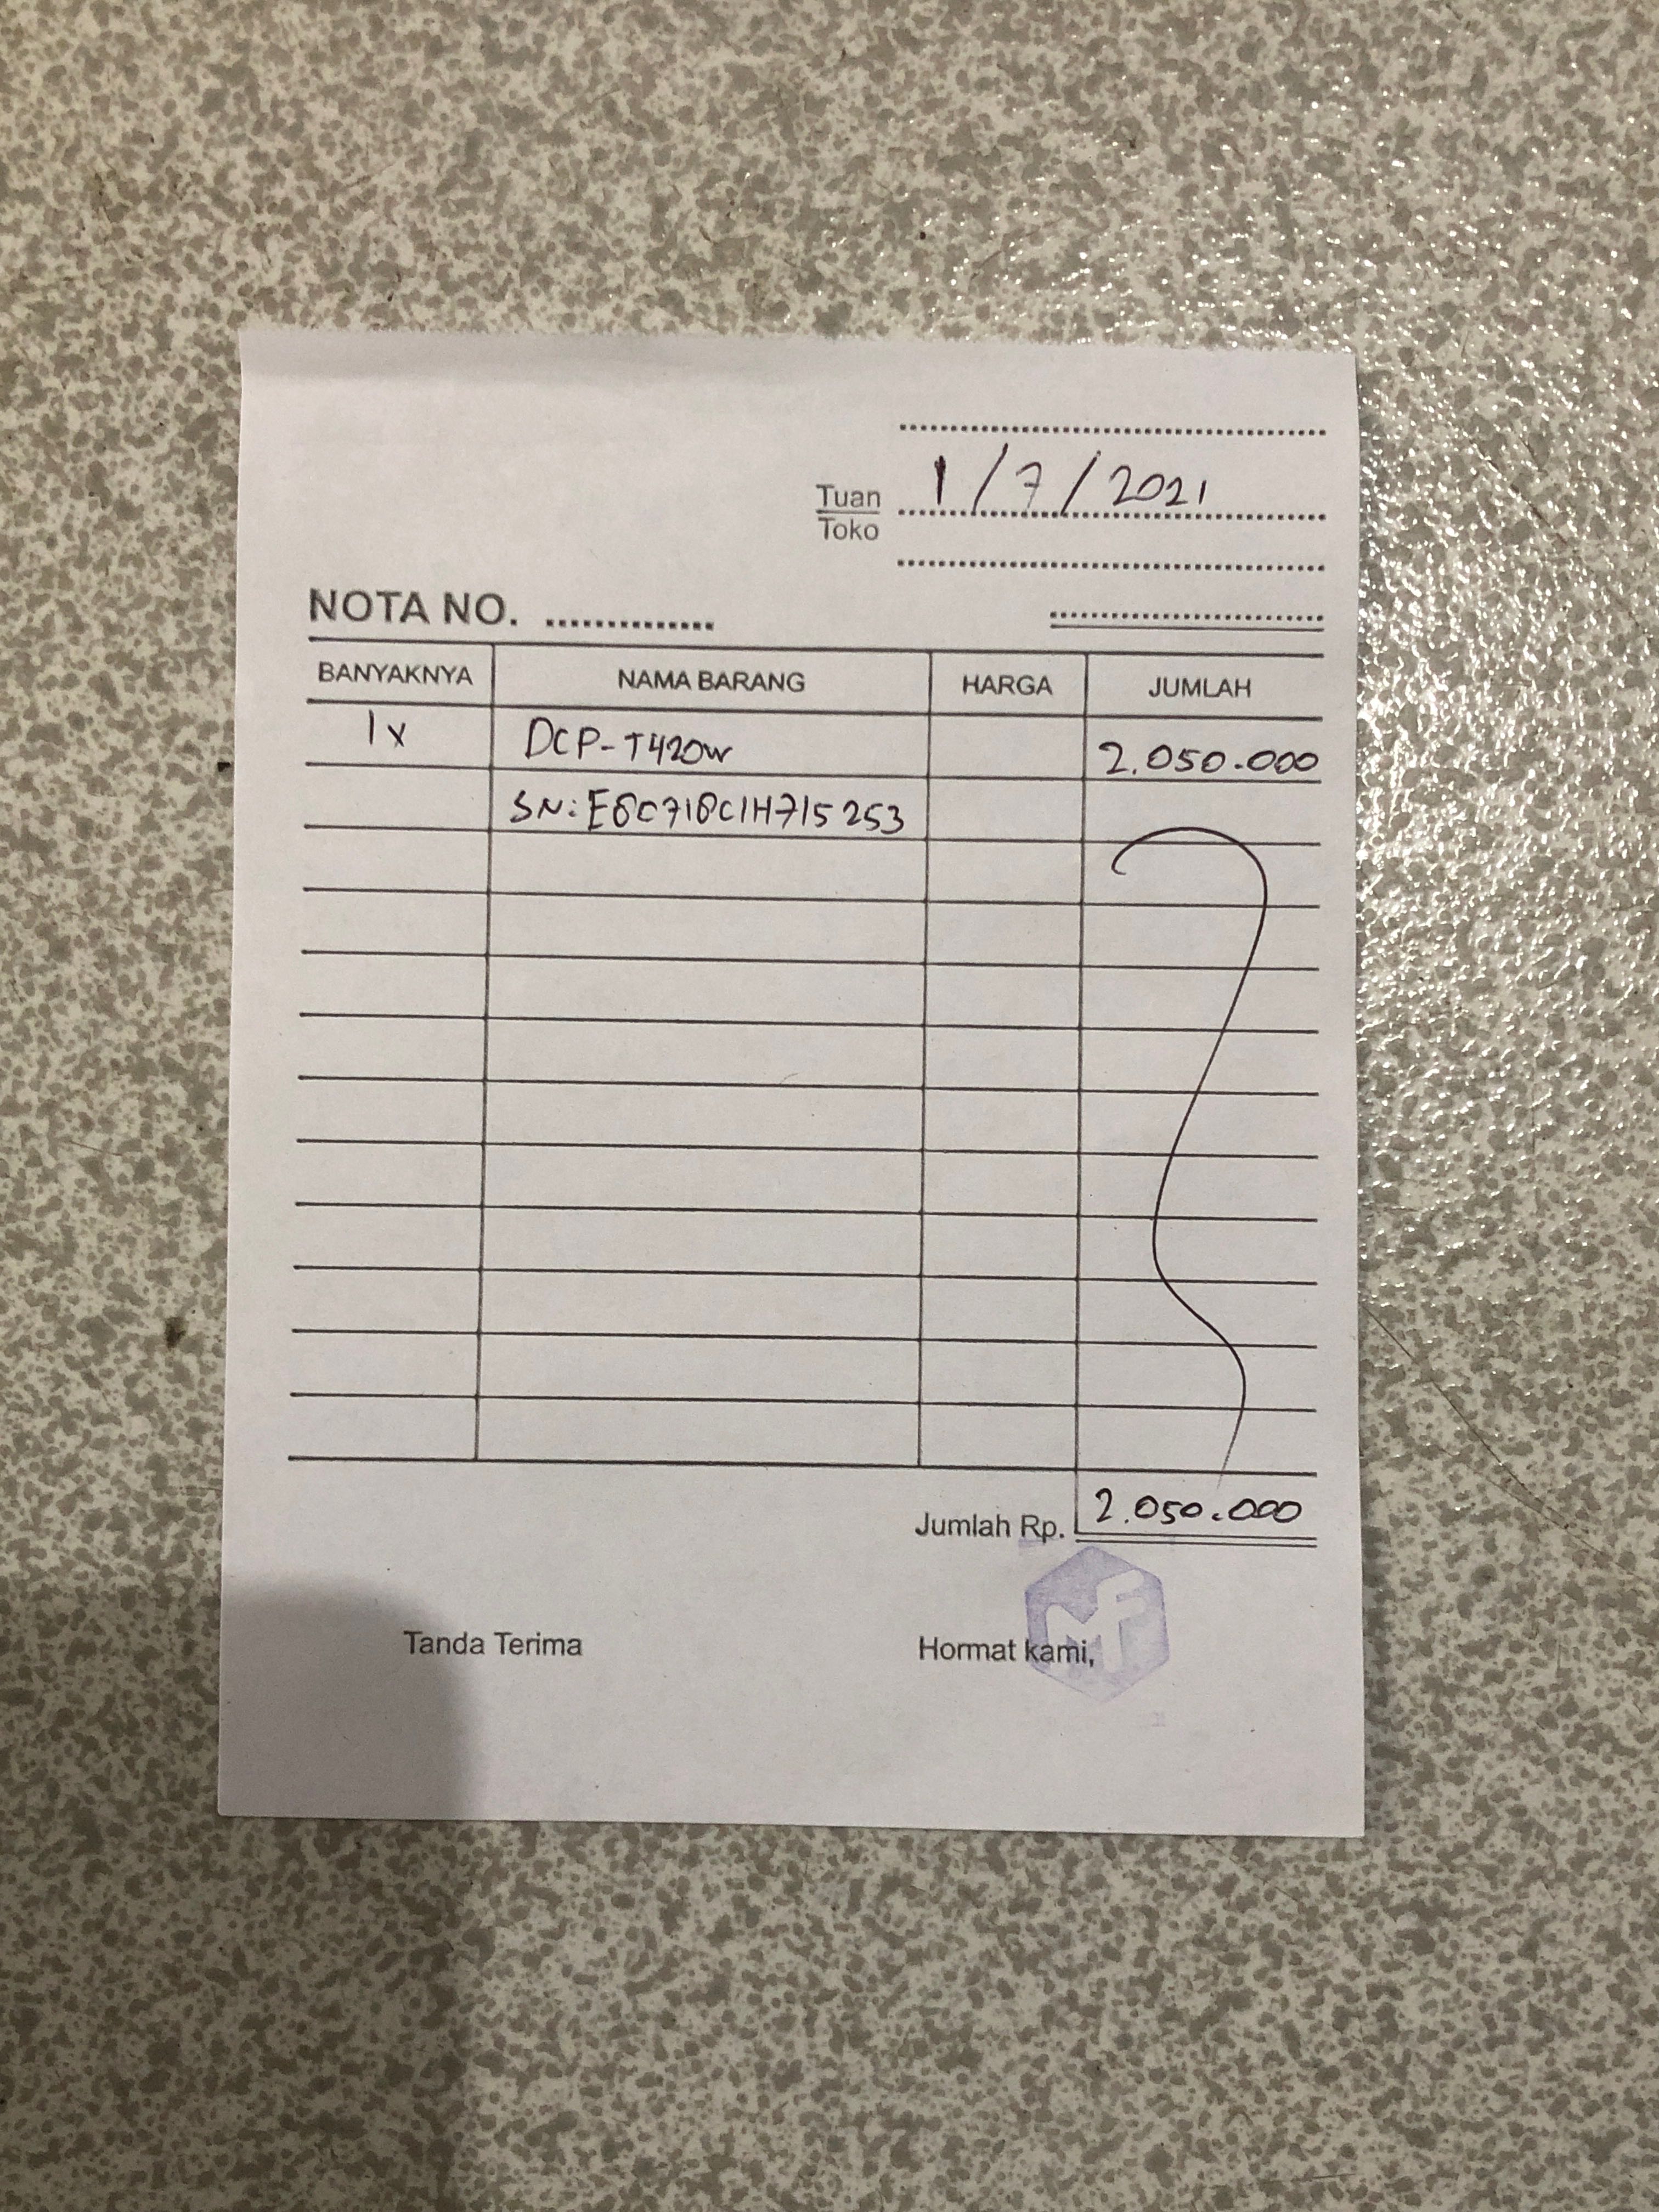 1/7/2021
Tuan
Toko
NOTA NO.
BANYAKNYA NAMA BARANG HARGA JUMLAH
1x DCP-T420W 2.050.000
SN: E8C718C1H715253
Jumlah Rp. 2.050.000
MF
Tanda Terima Hormat kami,